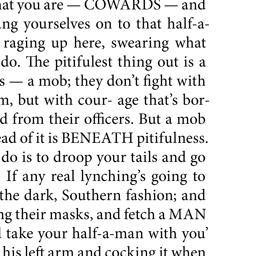 at you are — COWARDS — and
ng yourselves on to that half-a-
raging up here, swearing what
do. The pitifulest thing out is a
s — a mob; they don’t fight with
m, but with cour- age that’s bor-
d from their officers. But a mob
ead of it is BENEATH pitifulness.
do is to droop your tails and go
If any real lynching’s going to
the dark, Southern fashion; and
ng their masks, and fetch a MAN
take your half-a-man with you’
his left arm and cocking it when